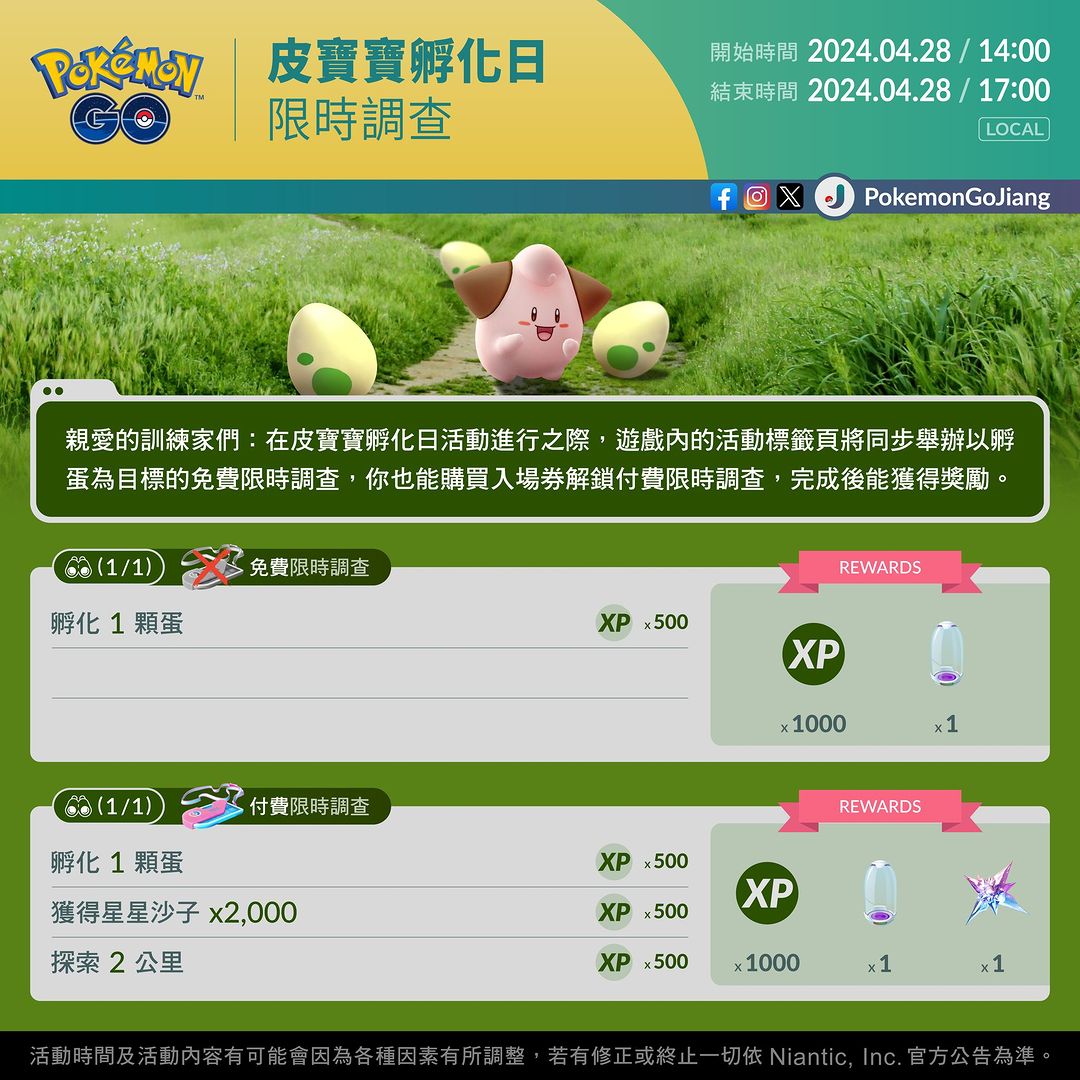 POKéMON
GO
TM
皮寶寶孵化日
限時調查
開始時間 2024.04.28 / 14:00
結束時間 2024.04.28 / 17:00
LOCAL
PokemonGoJiang
親愛的訓練家們：在皮寶寶孵化日活動進行之際，遊戲內的活動標籤頁將同步舉辦以孵
蛋為目標的免費限時調查，你也能購買入場券解鎖付費限時調查，完成後能獲得獎勵。
(1/1) 免費限時調查
REWARDS
孵化 1 顆蛋 XP x500
XP
x1000 x1
(1/1) 付費限時調查
REWARDS
孵化 1 顆蛋 XP x500
獲得星星沙子 x2,000 XP x500
探索 2 公里 XP x500
XP
x1000 x1 x1
活動時間及活動內容有可能會因為各種因素有所調整，若有修正或終止一切依 Niantic, Inc. 官方公告為準。